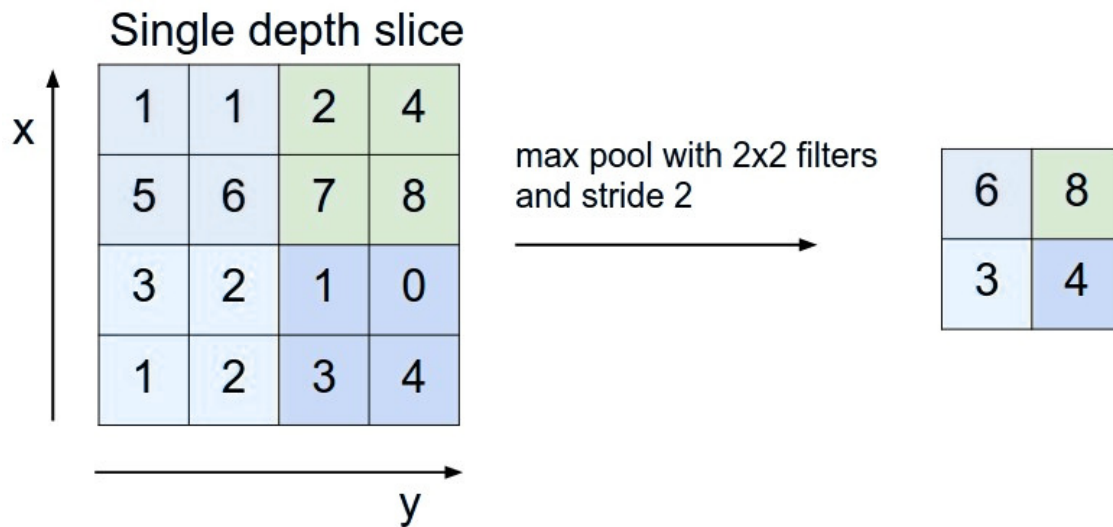 Single depth slice
x
1 1 2 4
5 6 7 8
3 2 1 0
1 2 3 4
y
max pool with 2x2 filters
and stride 2
6 8
3 4